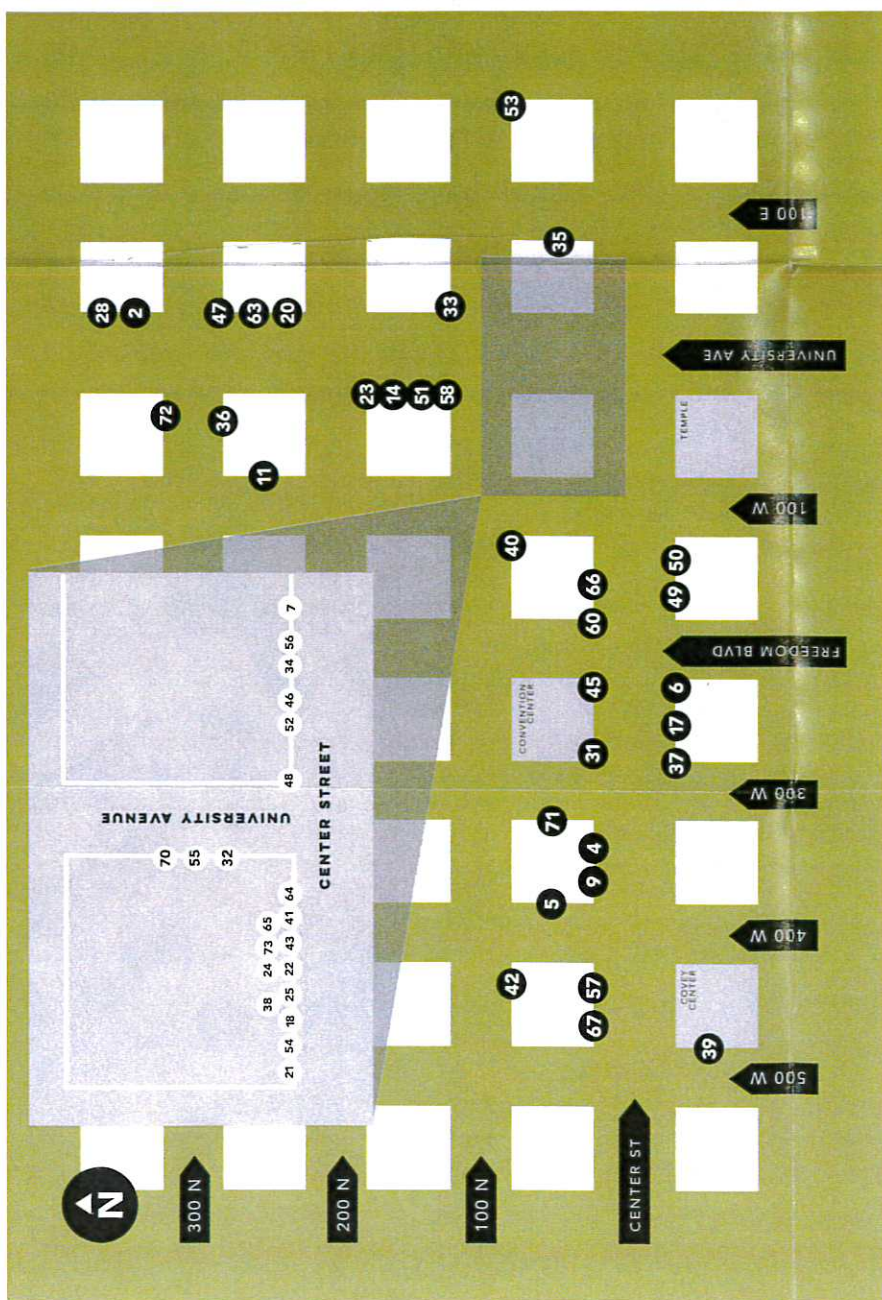 N
28
2
72
300 N
36 47
11 63
20
70
55
32
UNIVERSITY AVENUE
38 24 73 65
21 54 18 25 22 43 41 64 48 52 46 34 56 7
CENTER STREET
200 N
23
14
51
58 33
100 N
42 40 53
CONVENTION
CENTER
5 71 35
67 57 9 4 31 45 60 66
CENTER ST
37 17 6 49 50
COVEY
CENTER
TEMPLE
39
500 W
400 W
300 W
FREEDOM BLVD
100 W
UNIVERSITY AVE
100 E